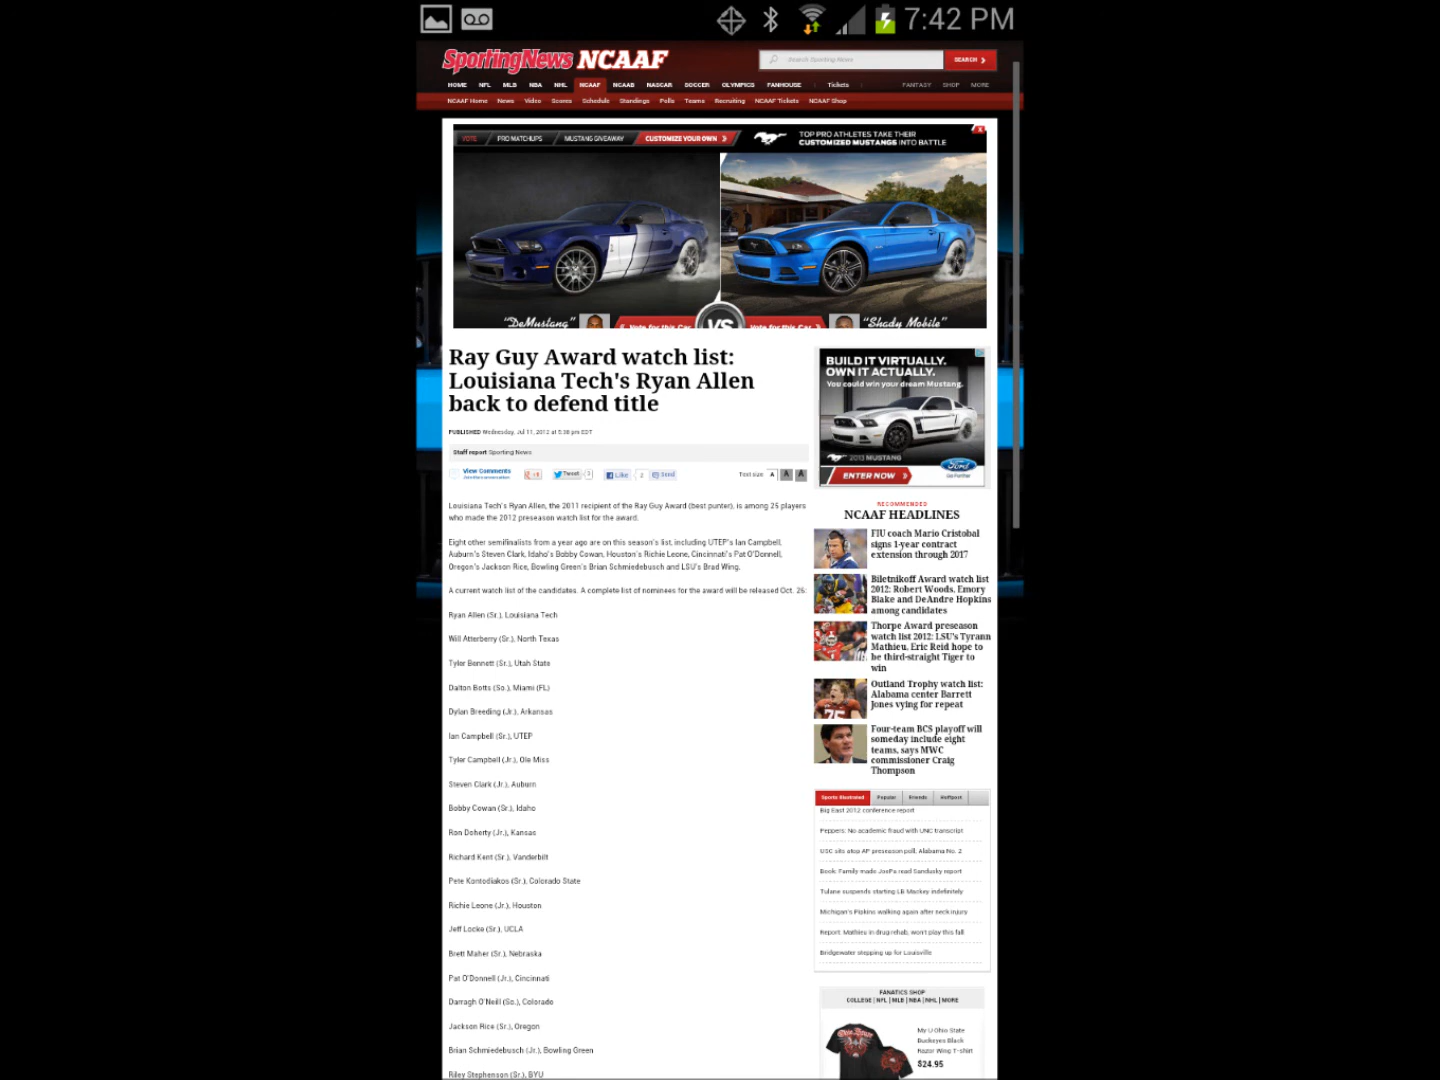 7:42 PM
SportingNews NCAAF
Search Sporting News
SEARCH
HOME NFL MLB NBA NHL NCAAF NCAAB NASCAR SOCCER OLYMPICS FANHOUSE Tickets FANTASY SHOP MORE
NCAAF Home News Video Scores Schedule Standings Polls Teams Recruiting NCAAF Tickets NCAAF Shop
VOTE PRO MATCHUPS MUSTANG GIVEAWAY CUSTOMIZE YOUR OWN
TOP PRO ATHLETES TAKE THEIR
CUSTOMIZED MUSTANGS INTO BATTLE
"DeMustang" Vote for this Car VS Vote for this Car "Shady Mobile"
Ray Guy Award watch list:
Louisiana Tech's Ryan Allen
back to defend title
PUBLISHED Wednesday, Jul 11, 2012 at 5:38 pm EDT
Staff report Sporting News
View Comments
+1 Tweet 3 Like 2 Send
Text size A A A
Louisiana Tech's Ryan Allen, the 2011 recipient of the Ray Guy Award (best punter), is among 25 players
who made the 2012 preseason watch list for the award.
Eight other semifinalists from a year ago are on this season's list, including UTEP's Ian Campbell,
Auburn's Steven Clark, Idaho's Bobby Cowan, Houston's Richie Leone, Cincinnati's Pat O'Donnell,
Oregon's Jackson Rice, Bowling Green's Brian Schmiedebusch and LSU's Brad Wing.
A current watch list of the candidates. A complete list of nominees for the award will be released Oct. 26:
Ryan Allen (Sr.), Louisiana Tech
Will Atterberry (Sr.), North Texas
Tyler Bennett (Sr.), Utah State
Dalton Botts (So.), Miami (FL)
Dylan Breeding (Jr.), Arkansas
Ian Campbell (Sr.), UTEP
Tyler Campbell (Jr.), Ole Miss
Steven Clark (Jr.), Auburn
Bobby Cowan (Sr.), Idaho
Ron Doherty (Jr.), Kansas
Richard Kent (Sr.), Vanderbilt
Pete Kontodiakos (Sr.), Colorado State
Richie Leone (Jr.), Houston
Jeff Locke (Sr.), UCLA
Brett Maher (Sr.), Nebraska
Pat O'Donnell (Jr.), Cincinnati
Darragh O'Neill (So.), Colorado
Jackson Rice (Sr.), Oregon
Brian Schmiedebusch (Jr.), Bowling Green
Riley Stephenson (Sr.), BYU
BUILD IT VIRTUALLY.
OWN IT ACTUALLY.
You could win your dream Mustang.
2013 MUSTANG
ENTER NOW
Ford
Go Further
RECOMMENDED
NCAAF HEADLINES
FIU coach Mario Cristobal
signs 1-year contract
extension through 2017
Biletnikoff Award watch list
2012: Robert Woods, Emory
Blake and DeAndre Hopkins
among candidates
Thorpe Award preseason
watch list 2012: LSU's Tyrann
Mathieu, Eric Reid hope to
be third-straight Tiger to
win
Outland Trophy watch list:
Alabama center Barrett
Jones vying for repeat
Four-team BCS playoff will
someday include eight
teams, says MWC
commissioner Craig
Thompson
Sports Illustrated Popular Friends Huffpost
Big East 2012 conference report
Peppers: No academic fraud with UNC transcript
USC sits atop AP preseason poll; Alabama No. 2
Book: Family made JoePa read Sandusky report
Tulane suspends starting LB Mackey indefinitely
Michigan's Pipkins walking again after neck injury
Report: Mathieu in drug rehab, won't play this fall
Bridgewater stepping up for Louisville
FANATICS SHOP
COLLEGE | NFL | MLB | NBA | NHL | MORE
My U Ohio State
Buckeyes Black
Razor Wing T-shirt
$24.95